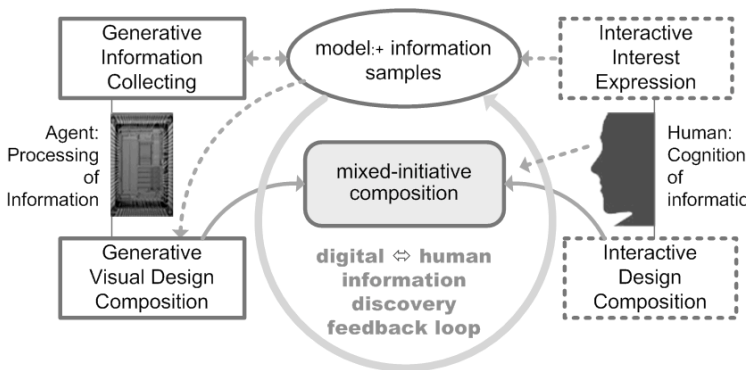 Generative
Information
Collecting
model:+ information
samples
Interactive
Interest
Expression
Agent:
Processing
of
Information
mixed-initiative
composition
Human:
Cognition
of
informatic
Generative
Visual Design
Composition
digital ⇔ human
information
discovery
feedback loop
Interactive
Design
Composition